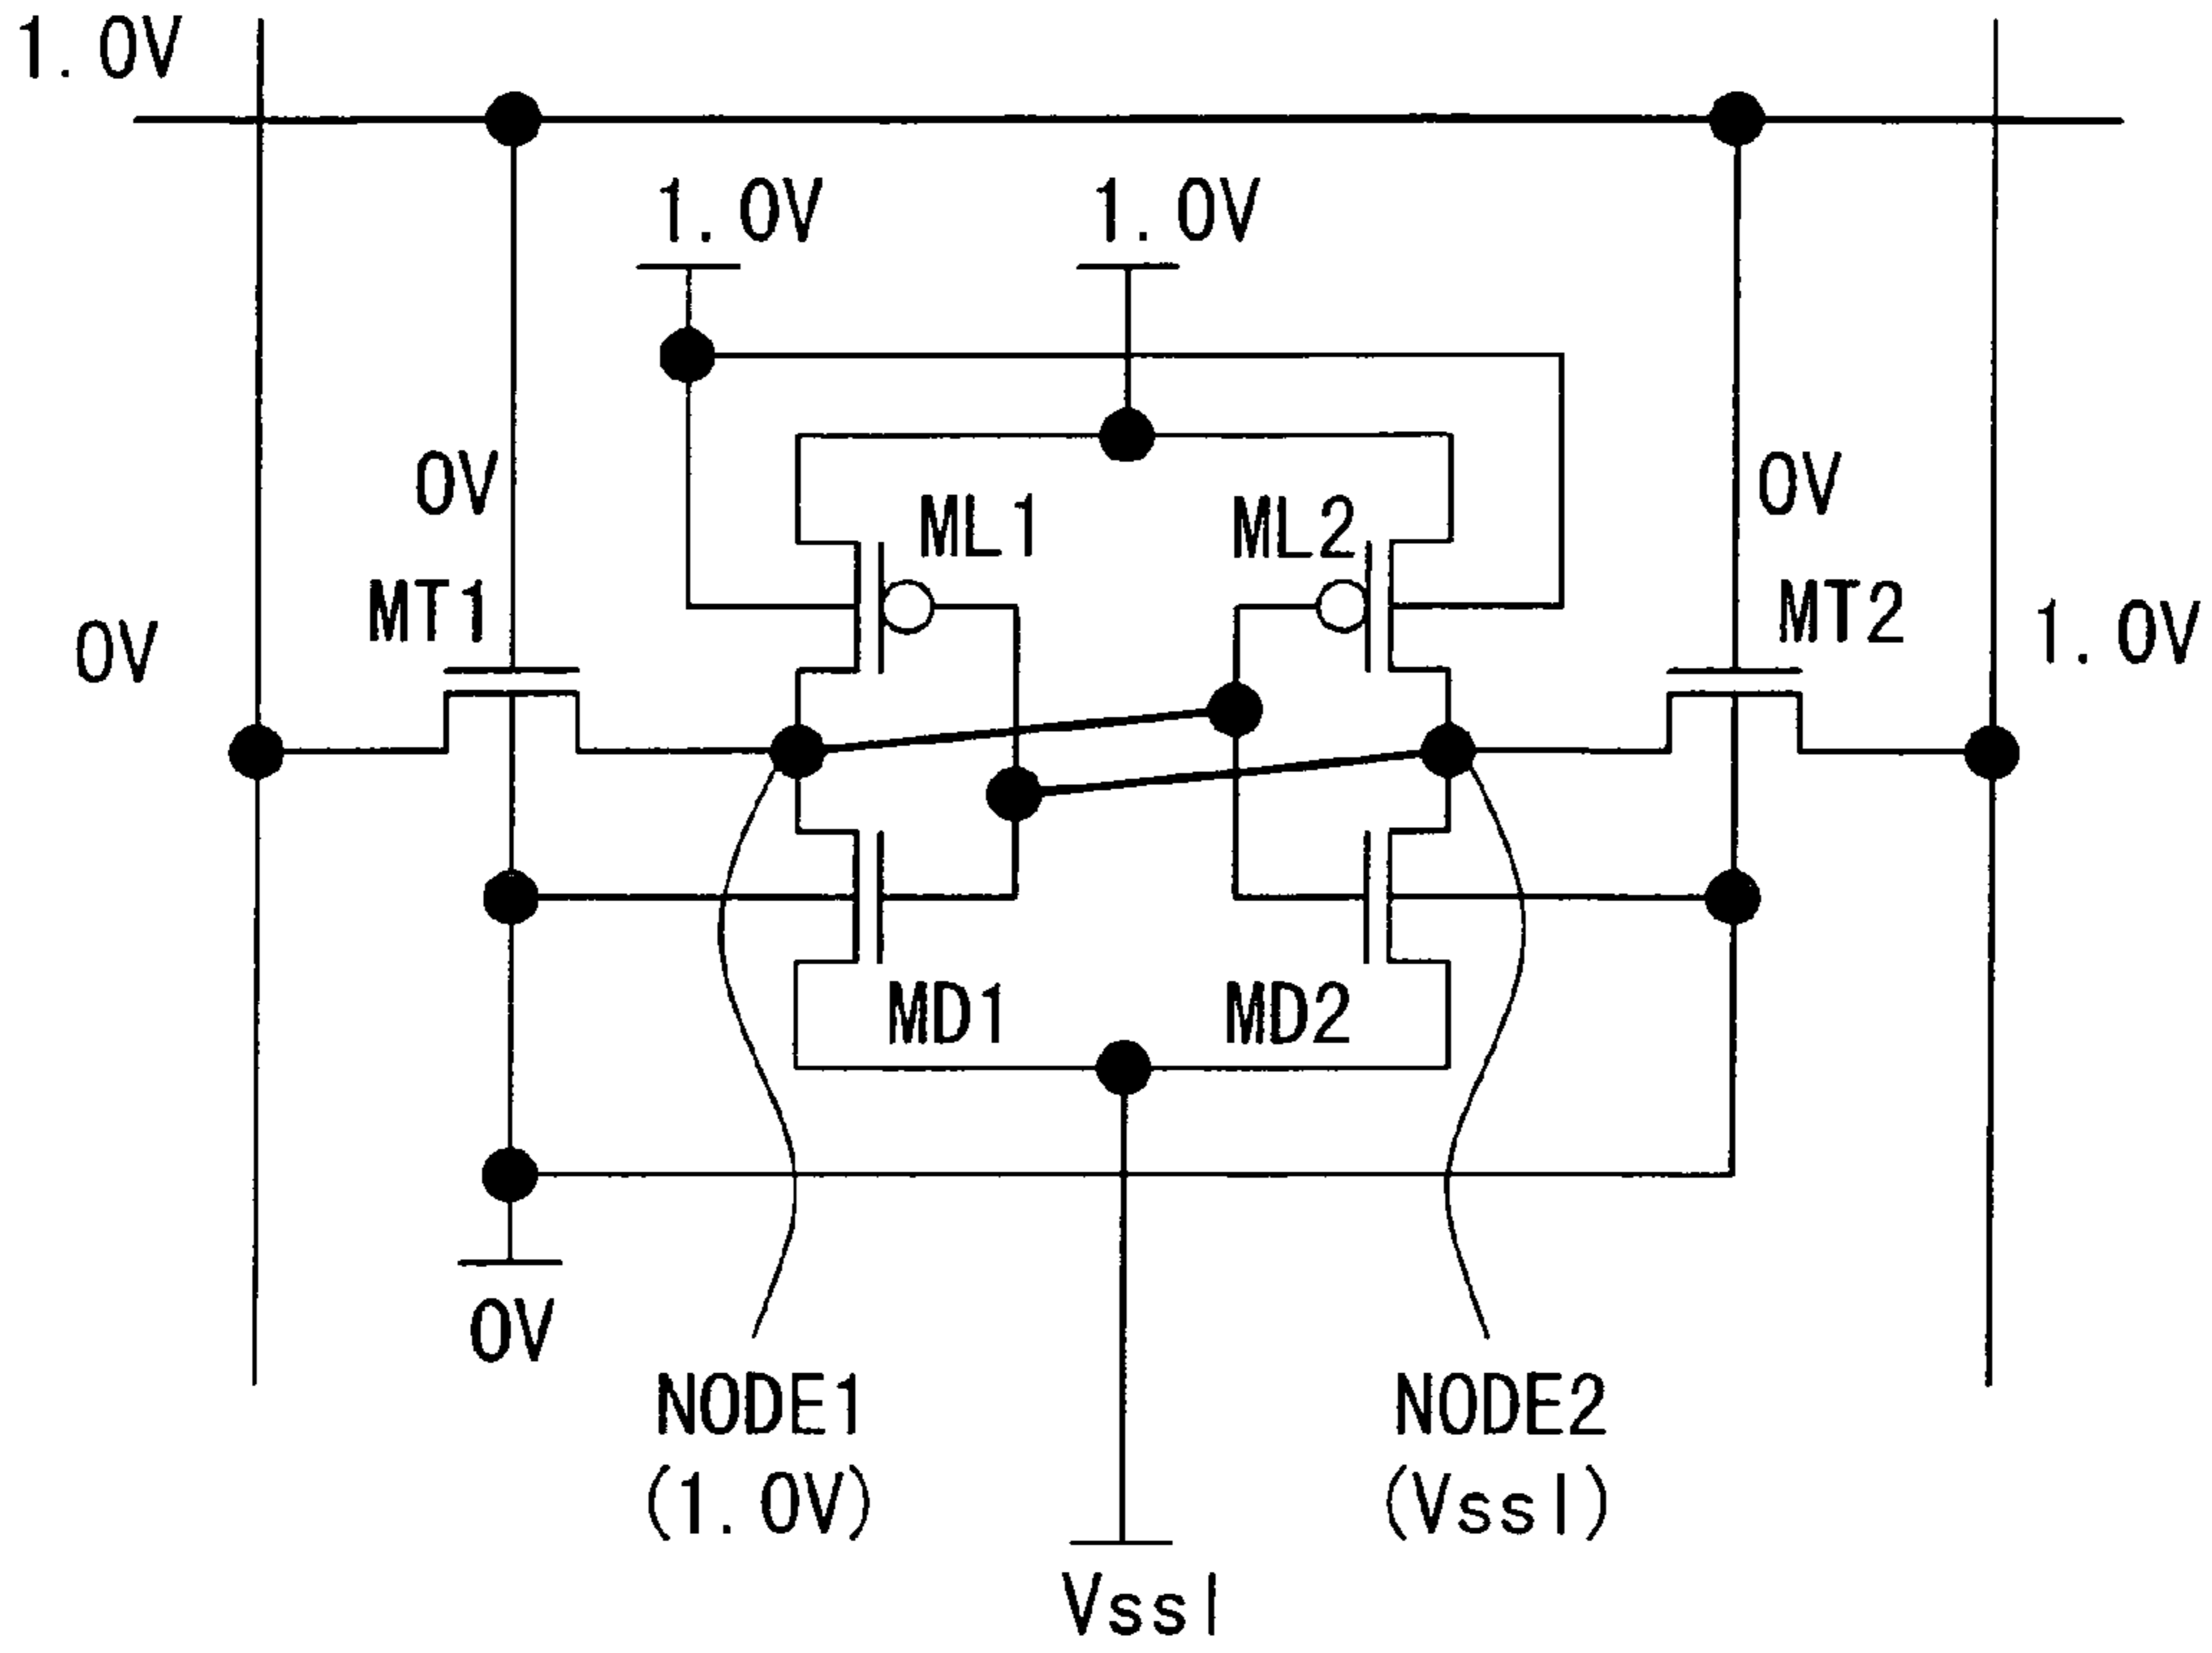 1.0V
1.0V 1.0V
0V ML1 ML2 0V
MT1 MT2
0V 1.0V
MD1 MD2
0V
NODE1 NODE2
(1.0V) (Vssl)
Vssl